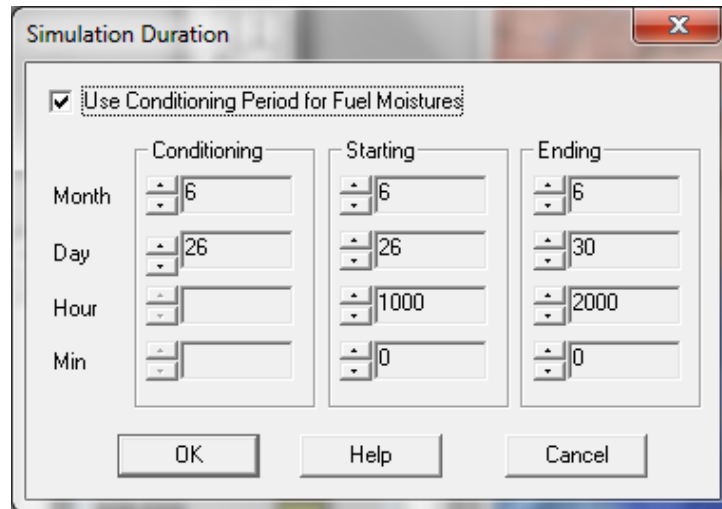 Simulation Duration
Use Conditioning Period for Fuel Moistures
Conditioning Starting Ending
Month 6 6 6
Day 26 26 30
Hour 1000 2000
Min 0 0
OK Help Cancel